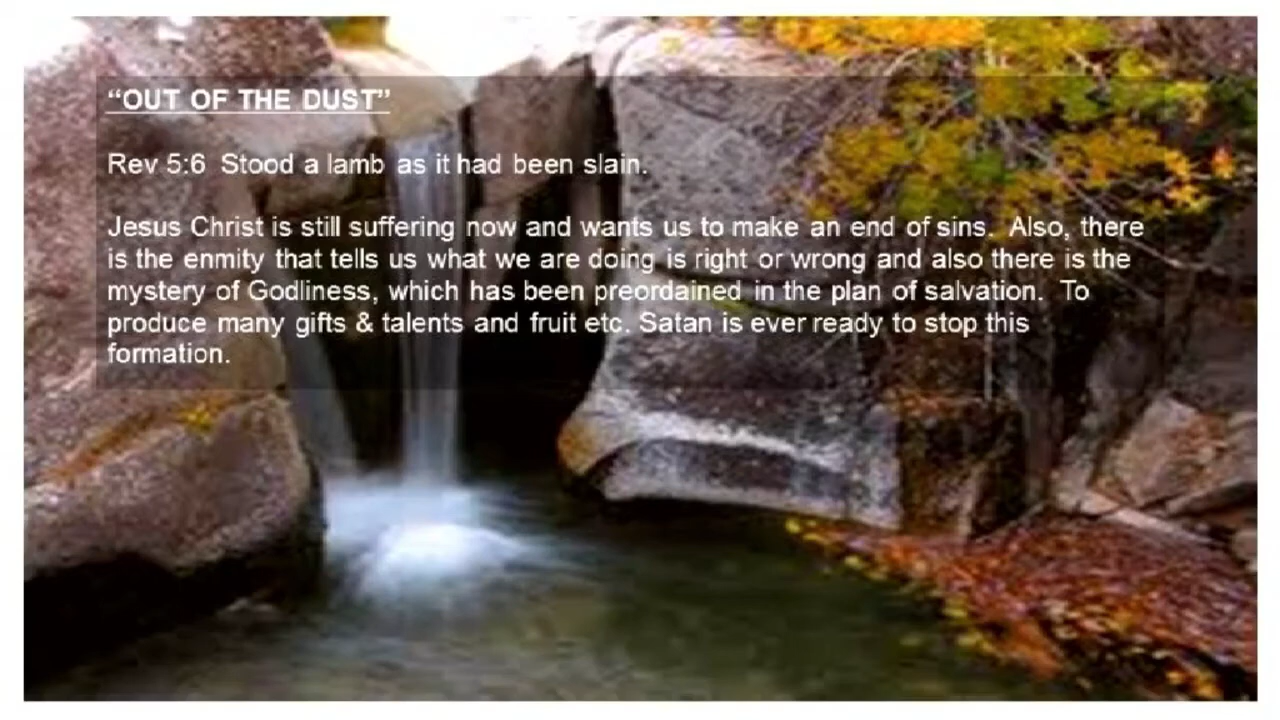 “OUT OF THE DUST”
Rev 5:6  Stood a lamb as it had been slain.
Jesus Christ is still suffering now and wants us to make an end of sins.  Also, there
is the enmity that tells us what we are doing is right or wrong and also there is the
mystery of Godliness, which has been preordained in the plan of salvation.  To
produce many gifts & talents and fruit etc. Satan is ever ready to stop this
formation.